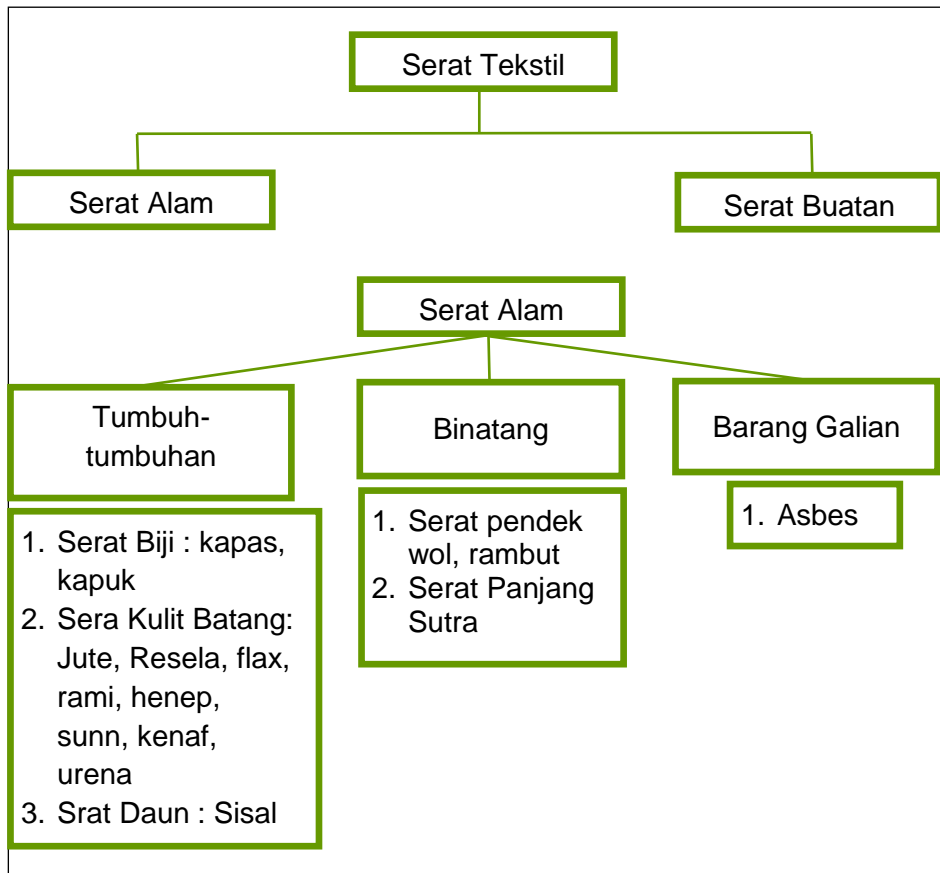 Serat Tekstil
Serat Alam
Serat Buatan
Serat Alam
Tumbuh-
tumbuhan
Binatang
Barang Galian
1. Serat Biji : kapas,
kapuk
2. Sera Kulit Batang:
Jute, Resela, flax,
rami, henep,
sunn, kenaf,
urena
3. Srat Daun : Sisal
1. Serat pendek
wol, rambut
2. Serat Panjang
Sutra
1. Asbes